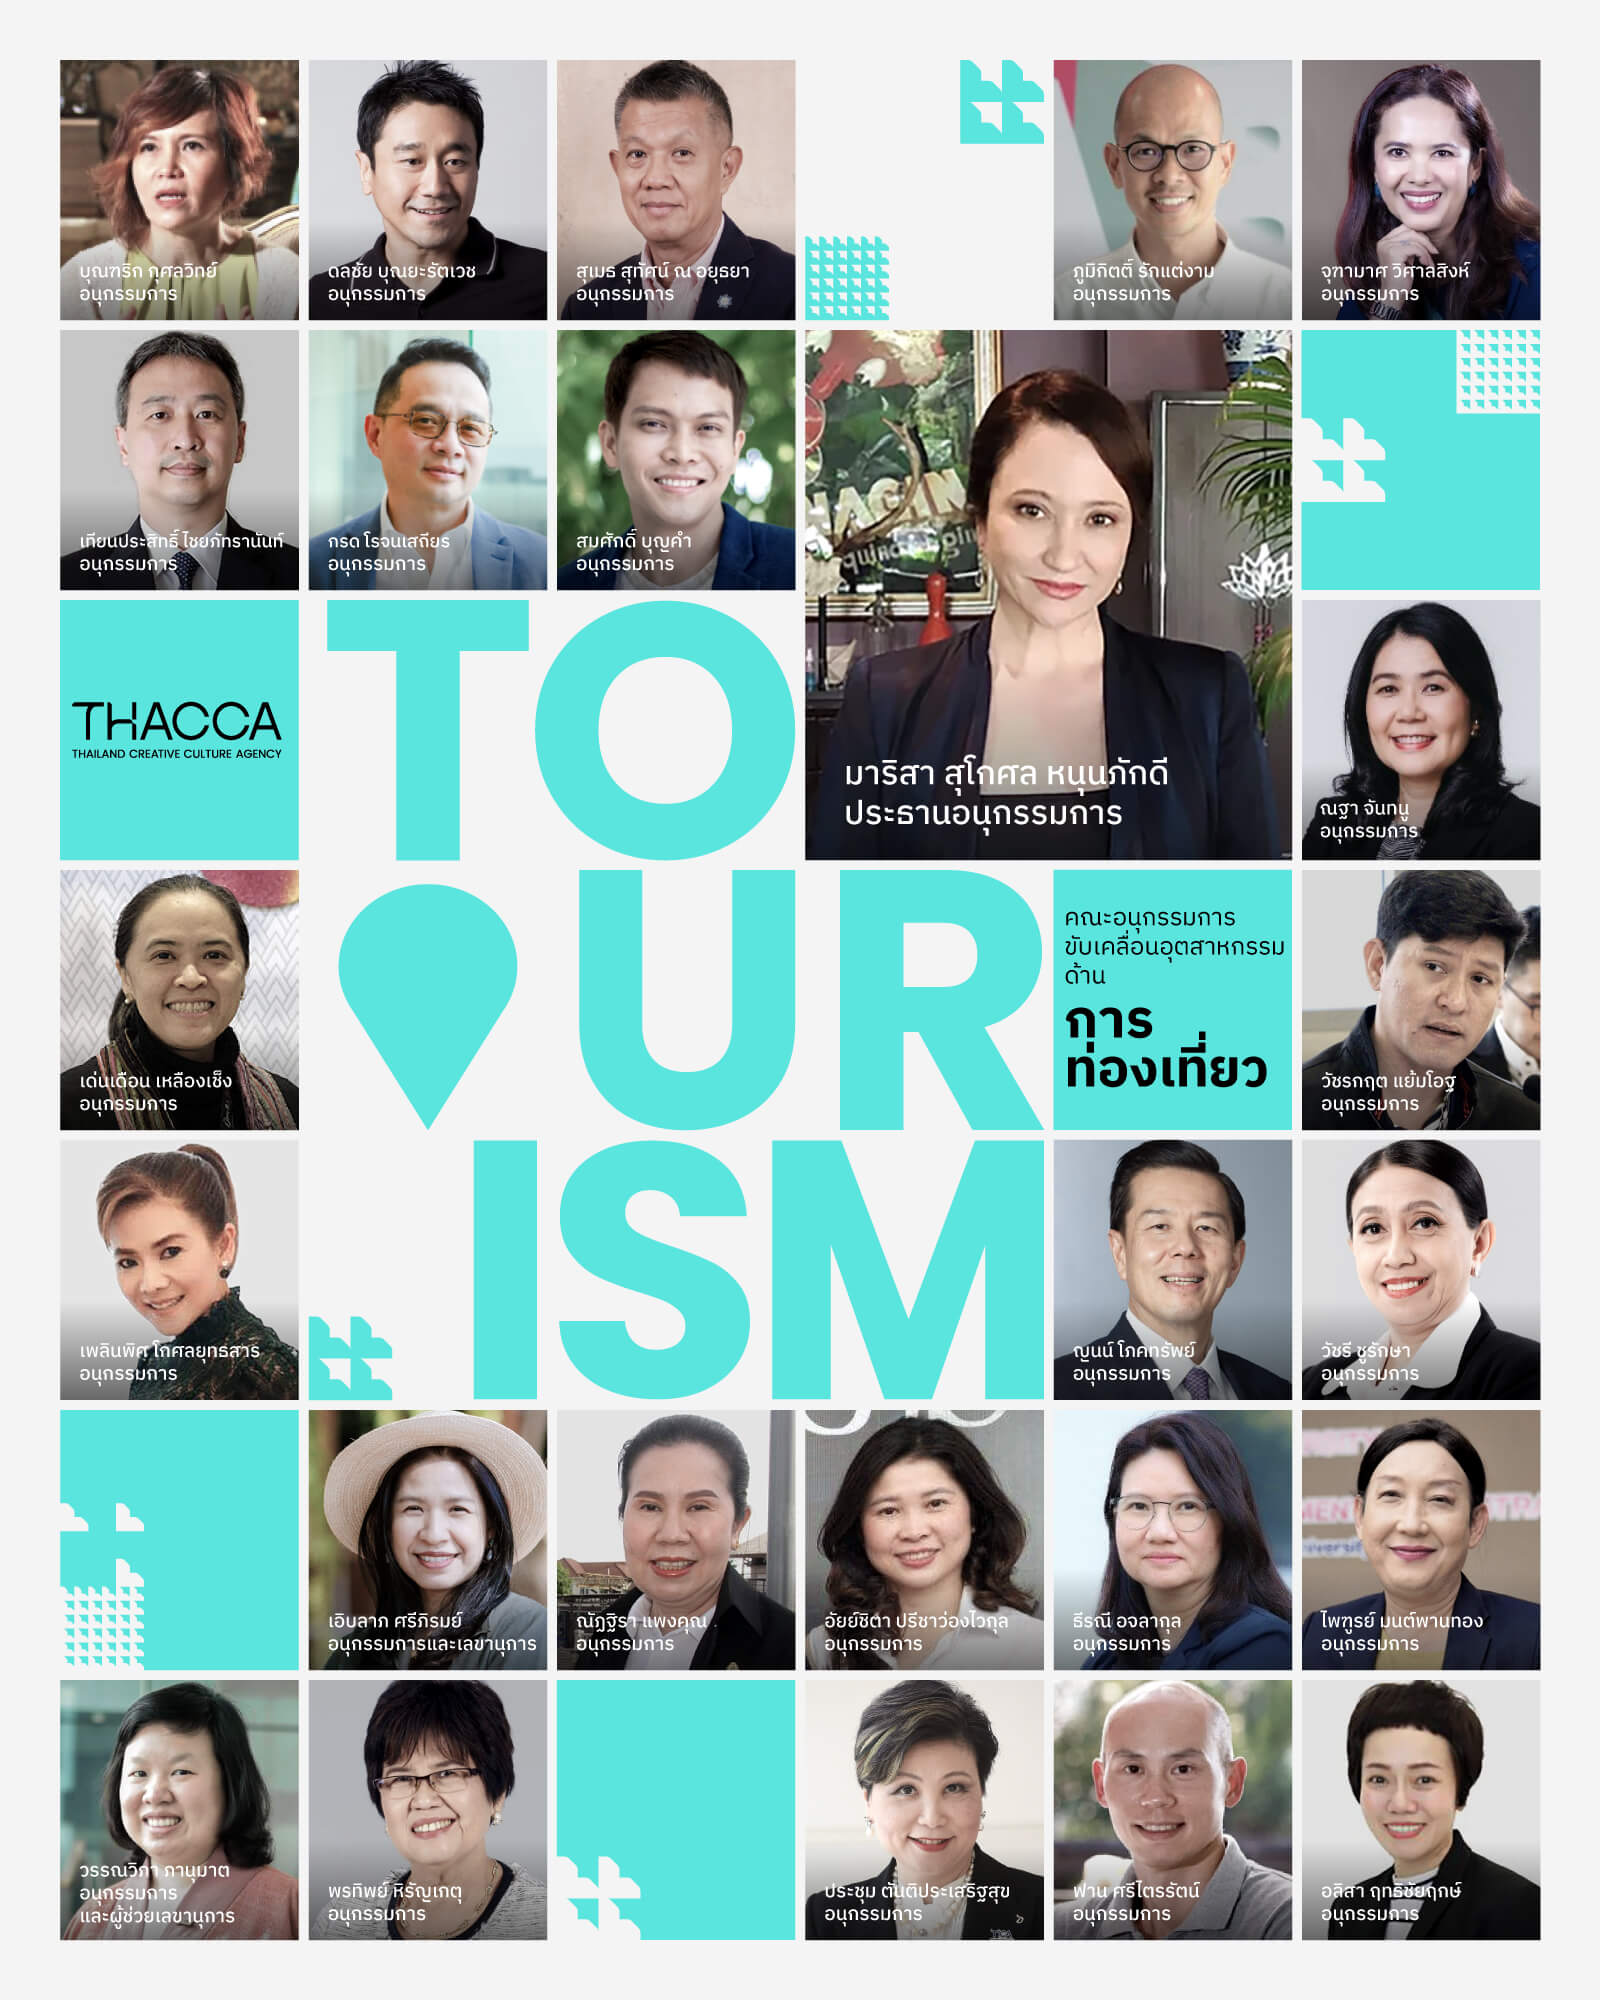 บุณฑริก กุศลวิทย์
อนุกรรมการ
ดลชัย บุณยะรัตเวช
อนุกรรมการ
สุเมธ สุทัศน์ ณ อยุธยา
อนุกรรมการ
ภูมิกิตติ์ รักแต่งาม
อนุกรรมการ
จุฑามาศ วิศาลสิงห์
อนุกรรมการ
เทียนประสิทธิ์ ไชยภัทรานันท์
อนุกรรมการ
กรด โรจนเสถียร
อนุกรรมการ
สมศักดิ์ บุญคำ
อนุกรรมการ
มาริสา สุโกศล หนุนภักดี
ประธานอนุกรรมการ
THACCA
THAILAND CREATIVE CULTURE AGENCY
TO
UR
ISM
ณฐา จันทนู
อนุกรรมการ
เด่นเดือน เหลืองเช็ง
อนุกรรมการ
คณะอนุกรรมการ
ขับเคลื่อนอุตสาหกรรม
ด้าน
การ
ท่องเที่ยว
วัชรกฤต แย้มโอฐ
อนุกรรมการ
เพลินพิศ โกศลยุทธสาร
อนุกรรมการ
ญนน์ โภคทรัพย์
อนุกรรมการ
วัชรี ชูรักษา
อนุกรรมการ
เอิบลาภ ศรีภิรมย์
อนุกรรมการและเลขานุการ
ณัฏฐิรา แพงคุณ
อนุกรรมการ
อัยย์ชิตา ปรีชาว่องไวกุล
อนุกรรมการ
ธีรณี อจลากุล
อนุกรรมการ
ไพฑูรย์ มนต์พานทอง
อนุกรรมการ
วรรณวิภา ภานุมาต
อนุกรรมการ
และผู้ช่วยเลขานุการ
พรทิพย์ หิรัญเกตุ
อนุกรรมการ
ประชุม ตันติประเสริฐสุข
อนุกรรมการ
ฟาน ศรีไตรรัตน์
อนุกรรมการ
อลิสา ฤทธิชัยฤกษ์
อนุกรรมการ